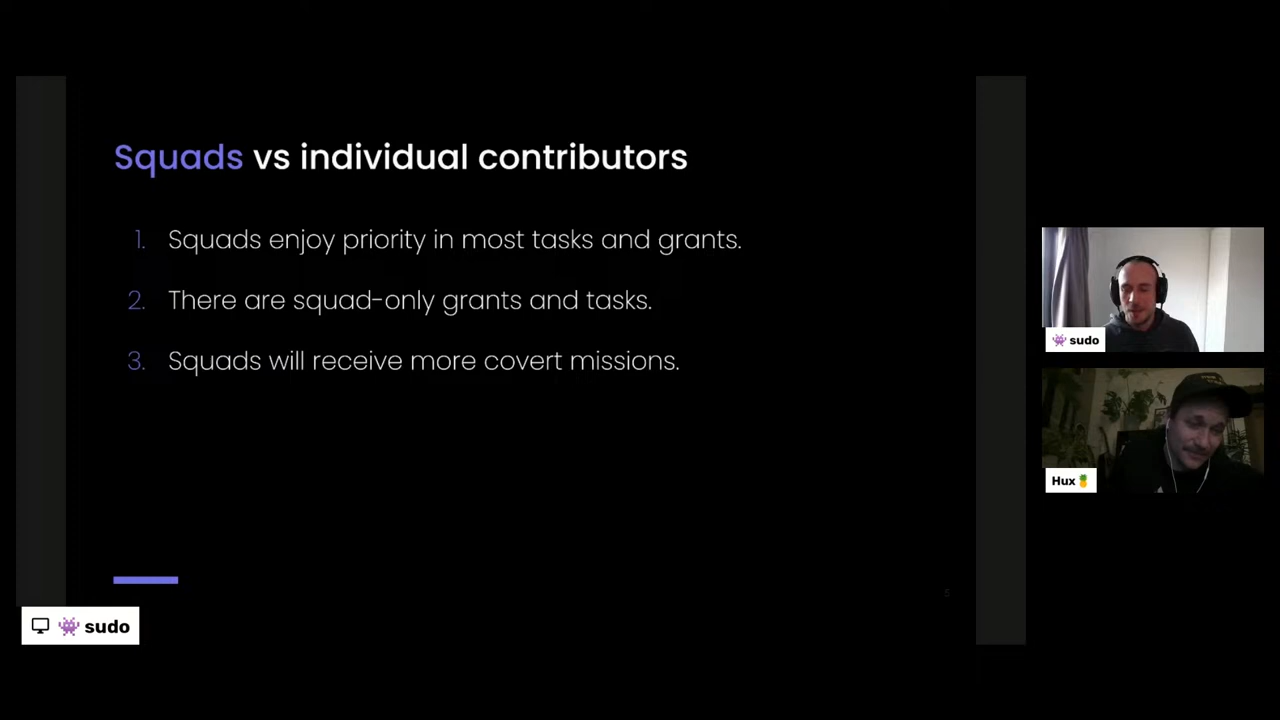 Squads vs individual contributors
1. Squads enjoy priority in most tasks and grants.
2. There are squad-only grants and tasks.
3. Squads will receive more covert missions.
5
👾 sudo
Hux🍍
👾 sudo